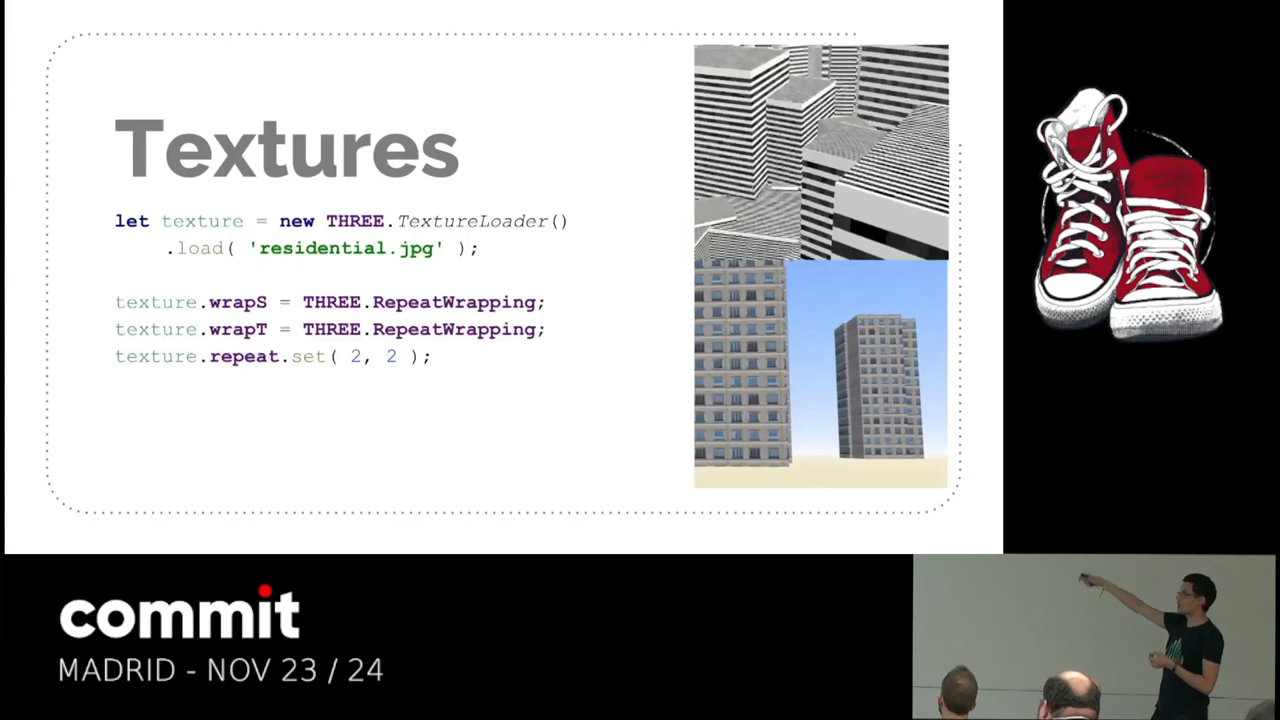 Textures
let texture = new THREE.TextureLoader()
.load( 'residential.jpg' );
texture.wrapS = THREE.RepeatWrapping;
texture.wrapT = THREE.RepeatWrapping;
texture.repeat.set( 2, 2 );
commit
MADRID - NOV 23 / 24